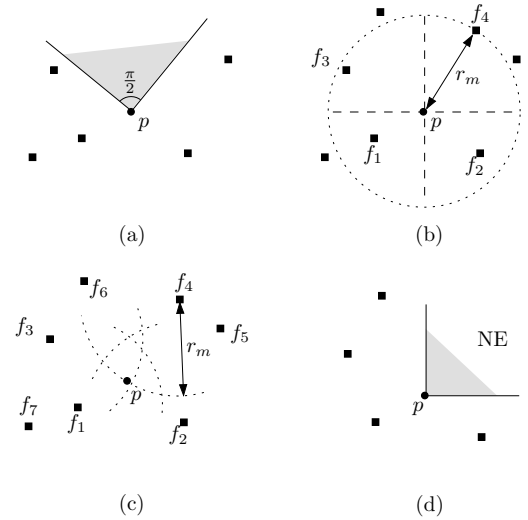 π/2
p
(a)
f₄
f₃
r_m
p
f₁
f₂
(b)
f₆
f₄
f₃
f₅
r_m
p
f₇
f₁
f₂
(c)
NE
p
(d)